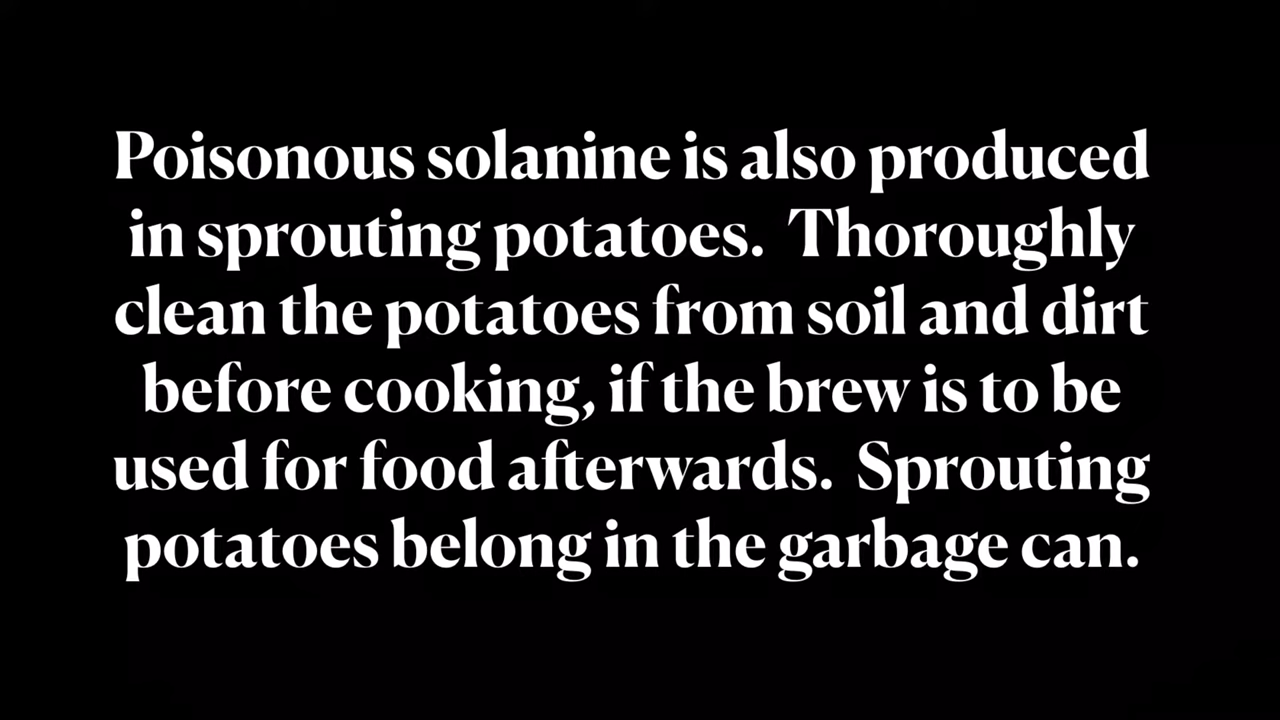 Poisonous solanine is also produced
in sprouting potatoes.  Thoroughly
clean the potatoes from soil and dirt
before cooking, if the brew is to be
used for food afterwards.  Sprouting
potatoes belong in the garbage can.